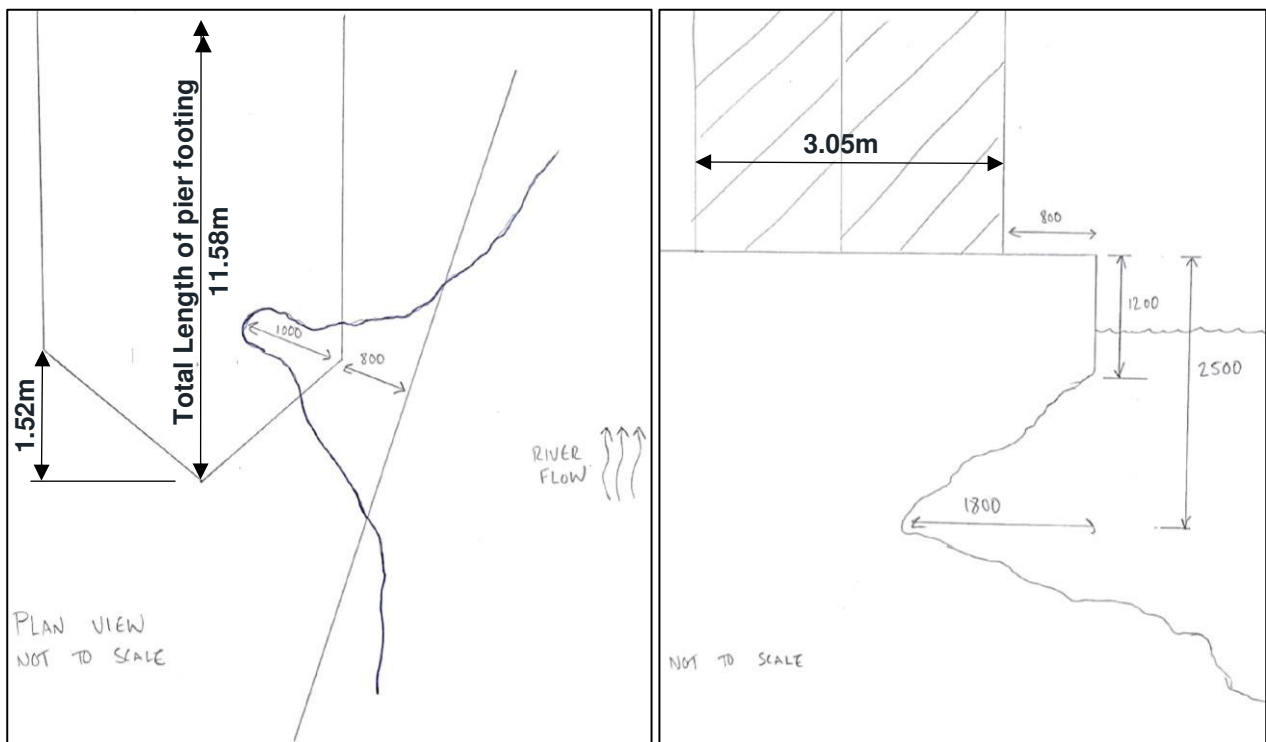 Total Length of pier footing
11.58m
1.52m
1000
800
RIVER
FLOW
PLAN VIEW
NOT TO SCALE
3.05m
800
1200
2500
1800
NOT TO SCALE